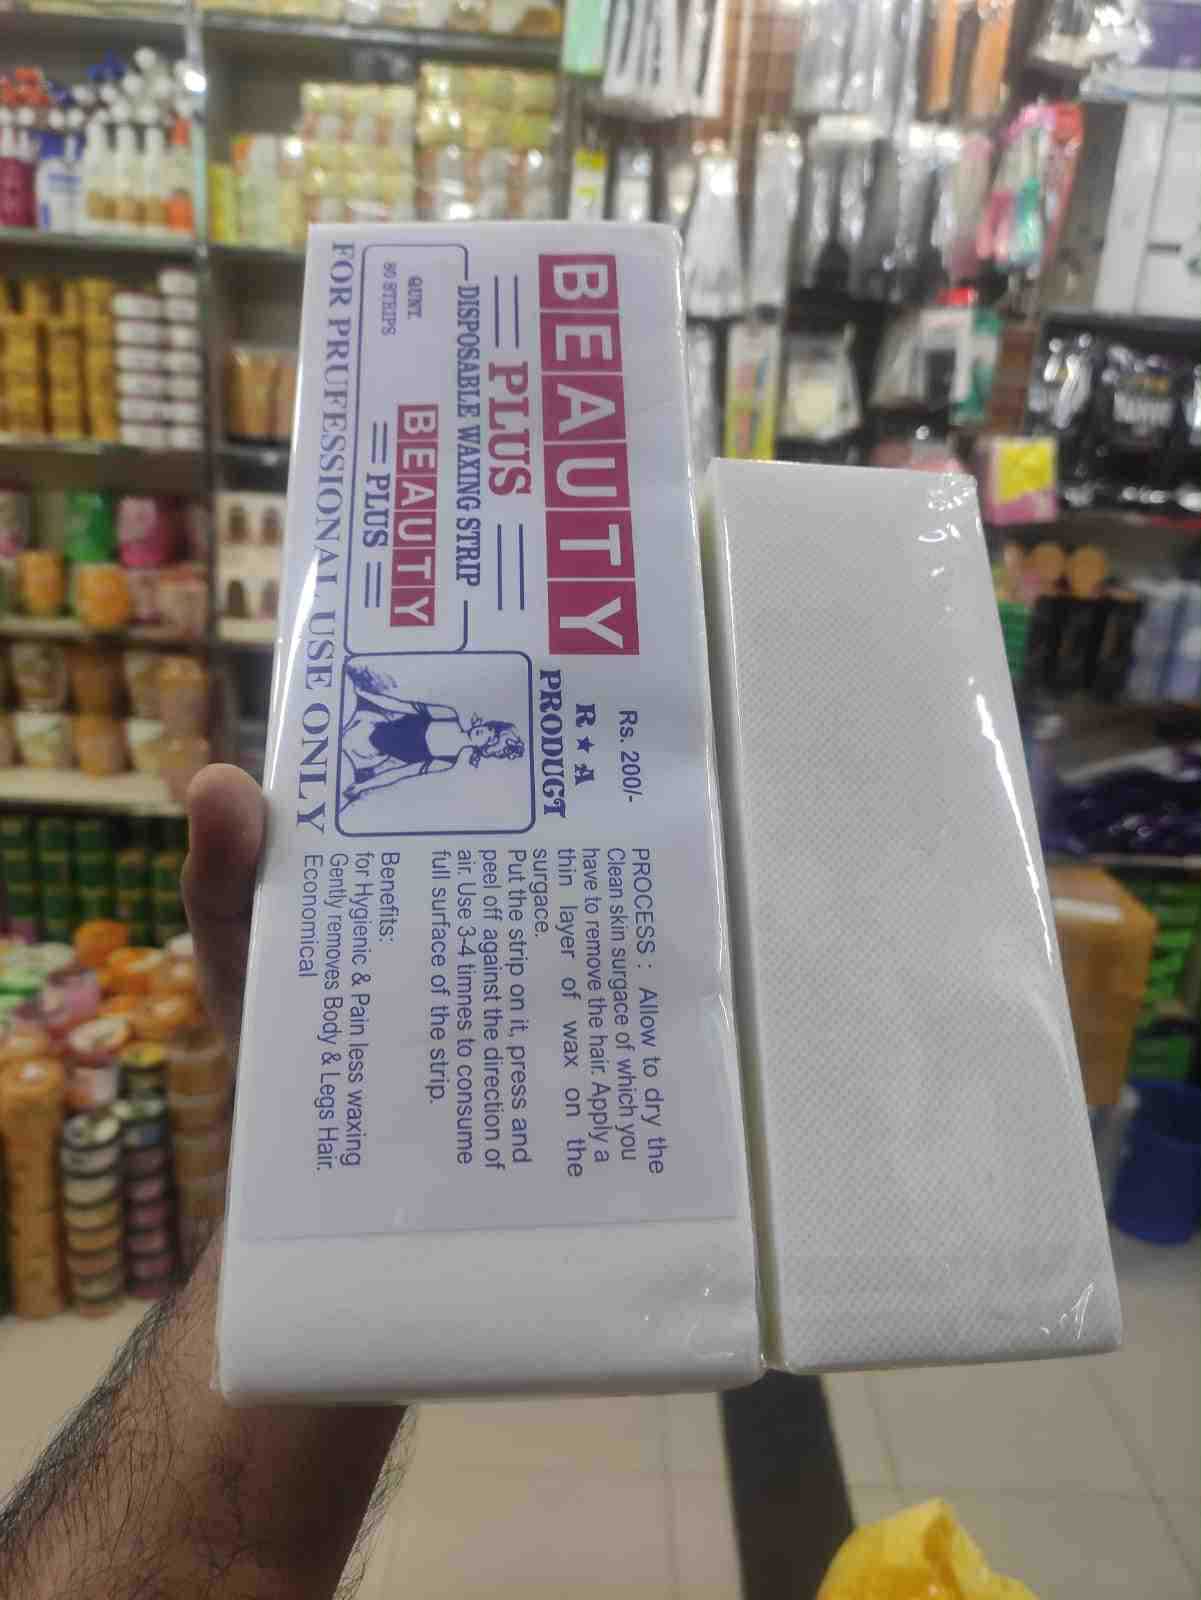 BEAUTY
PLUS
DISPOSABLE WAXING STRIP
QUNT.
80 STRIPS
BEAUTY
PLUS
FOR PRUFESSIONAL USE ONLY
Rs. 200/-
R ★ A
PRODUCT
PROCESS : Allow to dry the
Clean skin surgace of which you
have to remove the hair. Apply a
thin layer of wax on the
surgace.
Put the strip on it, press and
peel off against the direction of
air. Use 3-4 timnes to consume
full surface of the strip.
Benefits:
for Hygienic & Pain less waxing
Gently removes Body & Legs Hair.
Economical